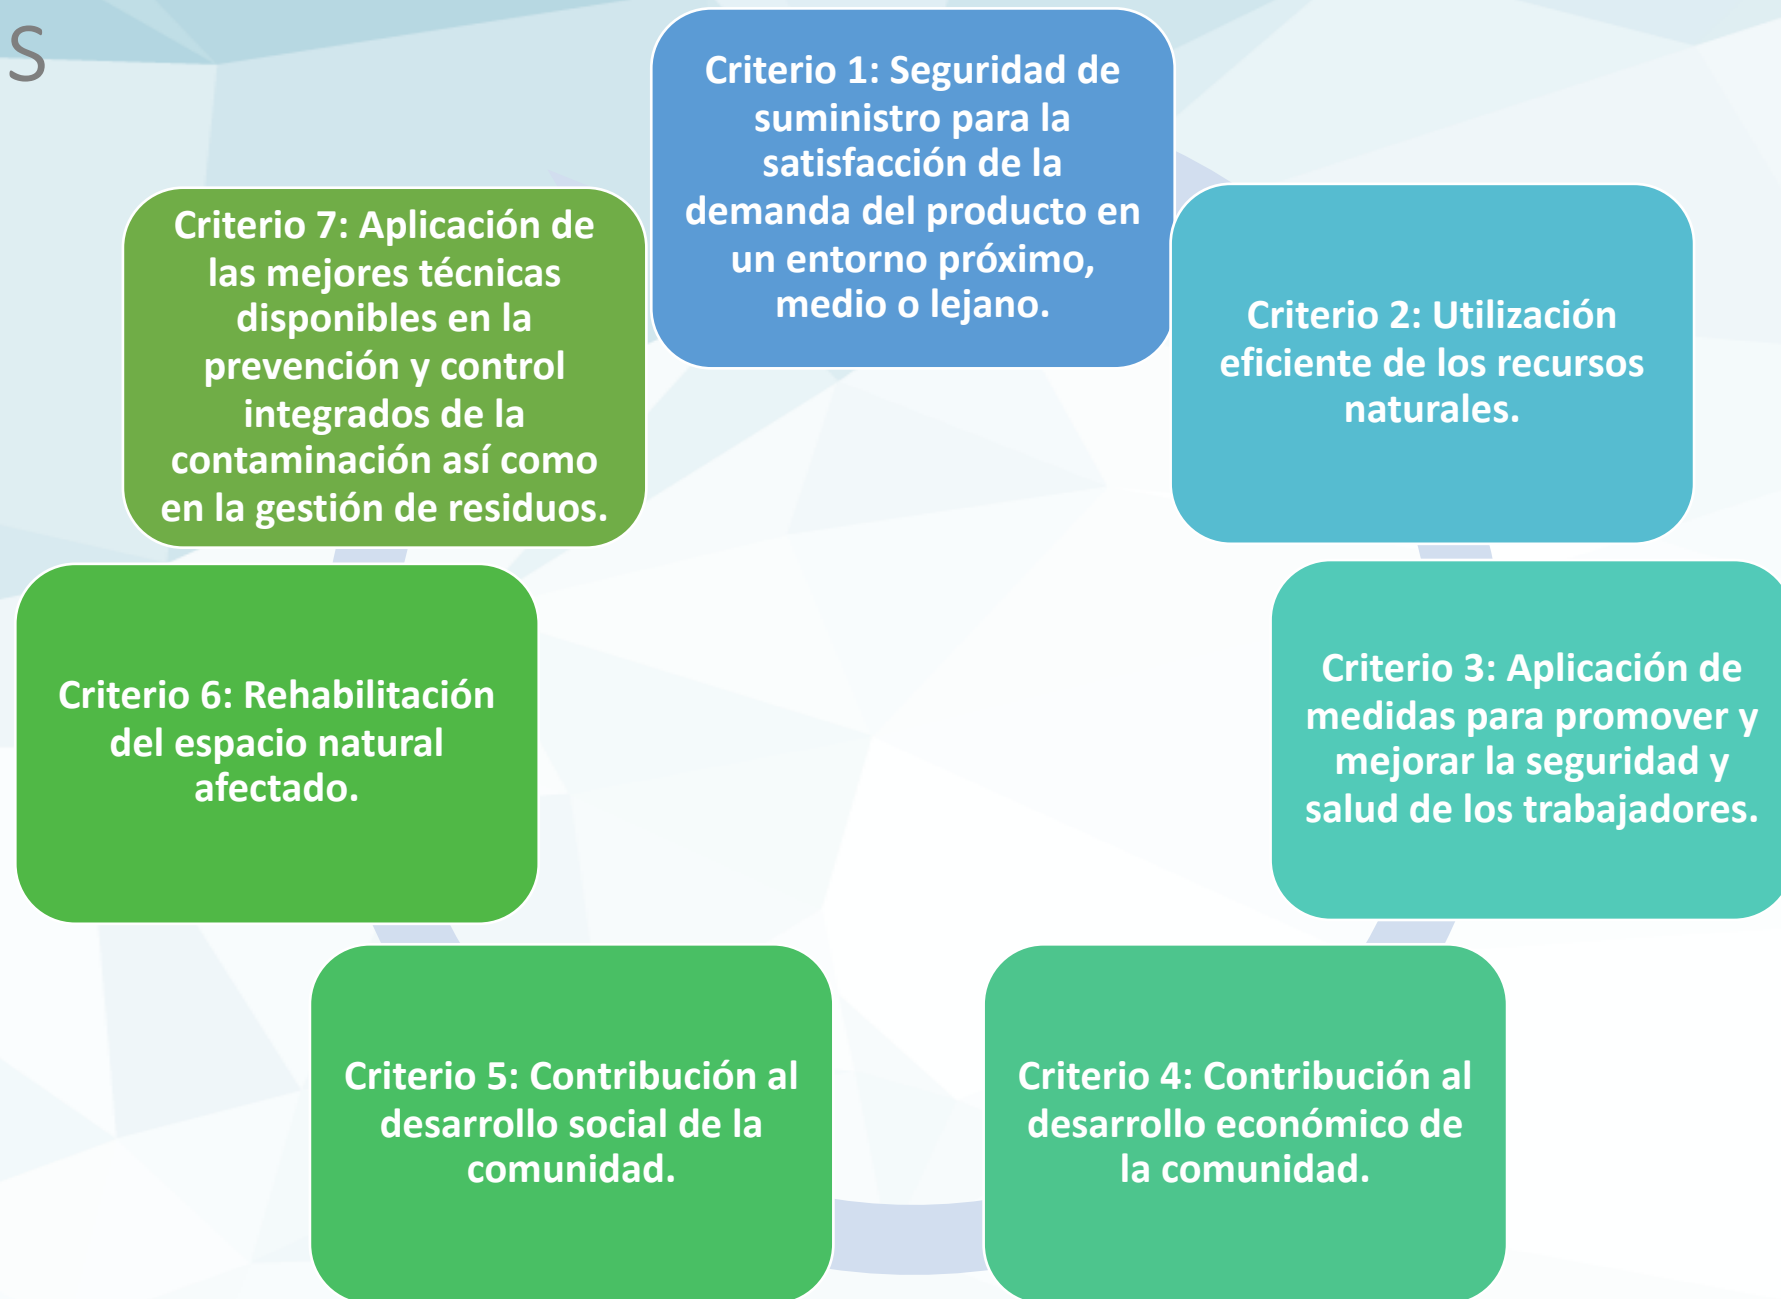 S
Criterio 1: Seguridad de
suministro para la
satisfacción de la
demanda del producto en
un entorno próximo,
medio o lejano.
Criterio 2: Utilización
eficiente de los recursos
naturales.
Criterio 3: Aplicación de
medidas para promover y
mejorar la seguridad y
salud de los trabajadores.
Criterio 4: Contribución al
desarrollo económico de
la comunidad.
Criterio 5: Contribución al
desarrollo social de la
comunidad.
Criterio 6: Rehabilitación
del espacio natural
afectado.
Criterio 7: Aplicación de
las mejores técnicas
disponibles en la
prevención y control
integrados de la
contaminación así como
en la gestión de residuos.